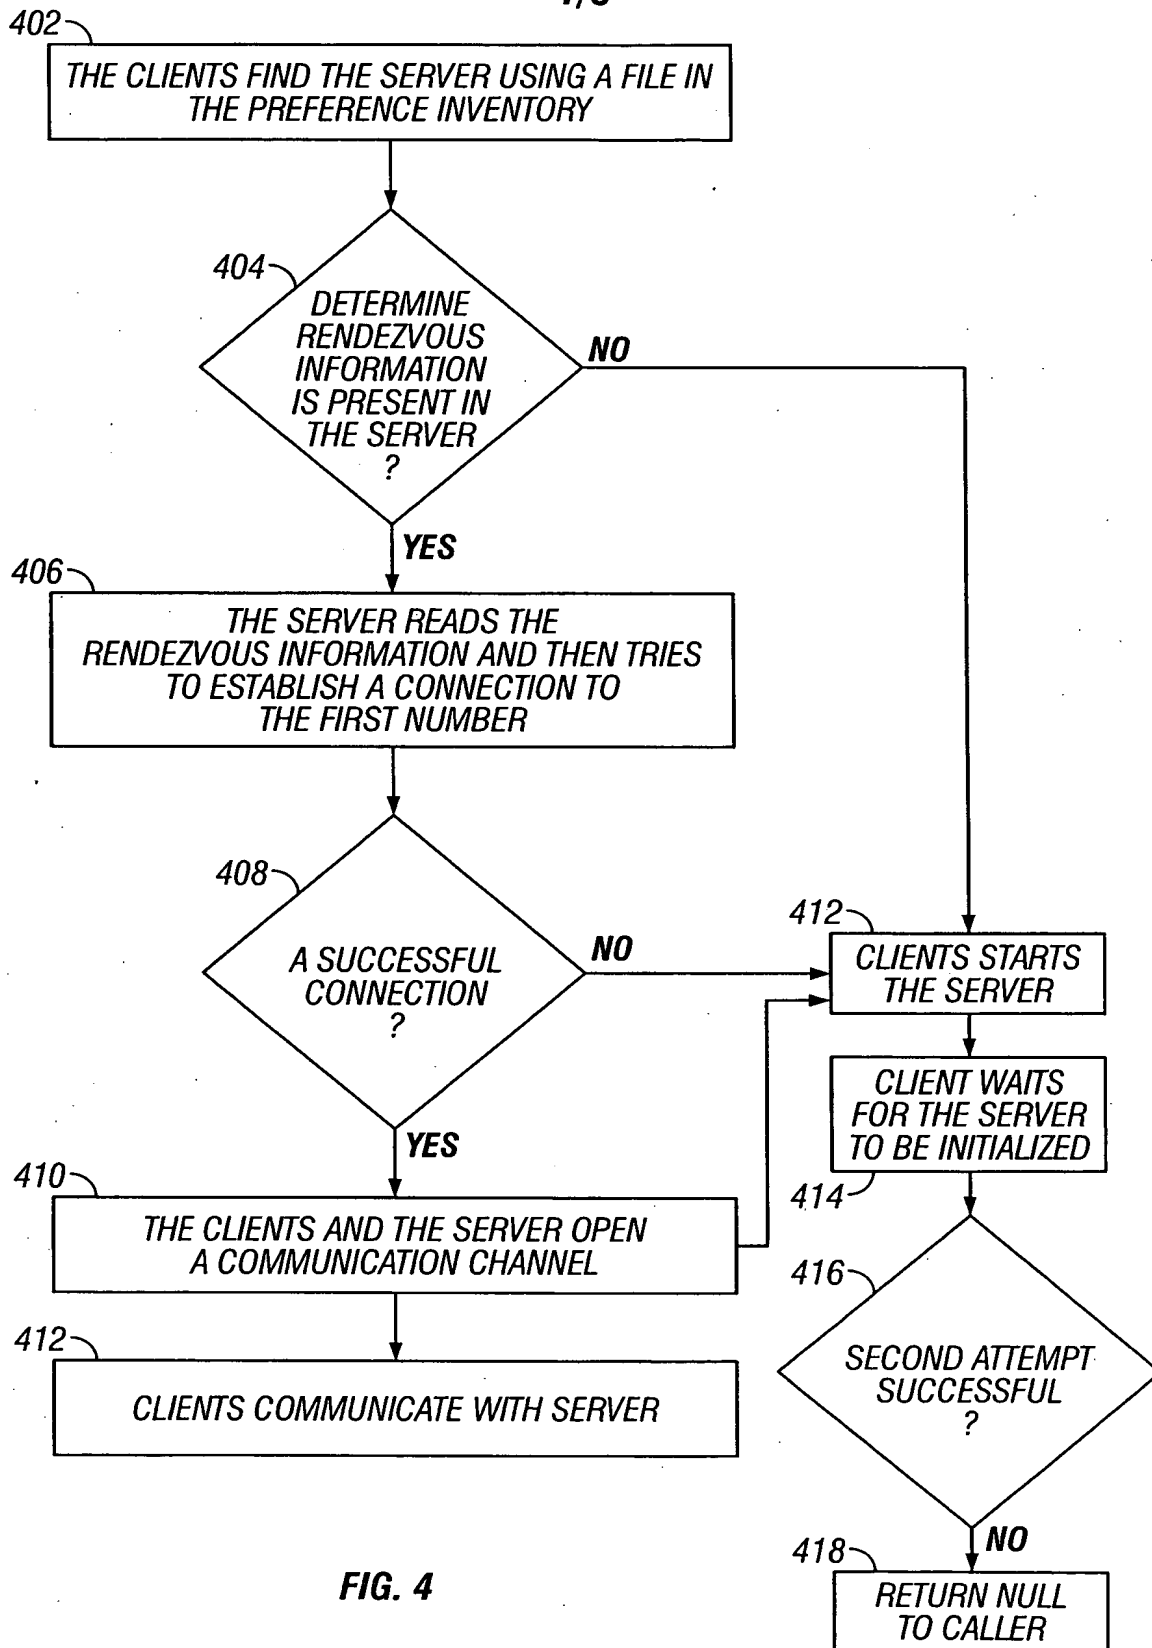 402
THE CLIENTS FIND THE SERVER USING A FILE IN
THE PREFERENCE INVENTORY
404
DETERMINE
RENDEZVOUS
INFORMATION
IS PRESENT IN
THE SERVER
?
NO
YES
406
THE SERVER READS THE
RENDEZVOUS INFORMATION AND THEN TRIES
TO ESTABLISH A CONNECTION TO
THE FIRST NUMBER
408
A SUCCESSFUL
CONNECTION
?
NO
YES
412
CLIENTS STARTS
THE SERVER
CLIENT WAITS
FOR THE SERVER
TO BE INITIALIZED
414
410
THE CLIENTS AND THE SERVER OPEN
A COMMUNICATION CHANNEL
412
CLIENTS COMMUNICATE WITH SERVER
416
SECOND ATTEMPT
SUCCESSFUL
?
NO
418
RETURN NULL
TO CALLER
FIG. 4